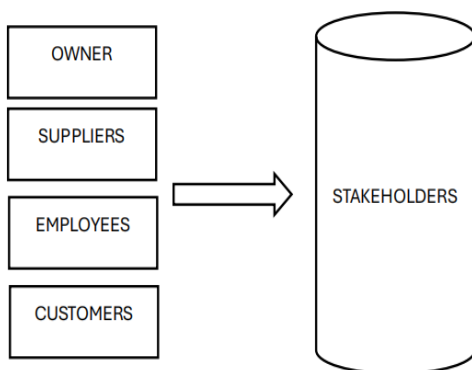 OWNER
SUPPLIERS
EMPLOYEES
CUSTOMERS
STAKEHOLDERS